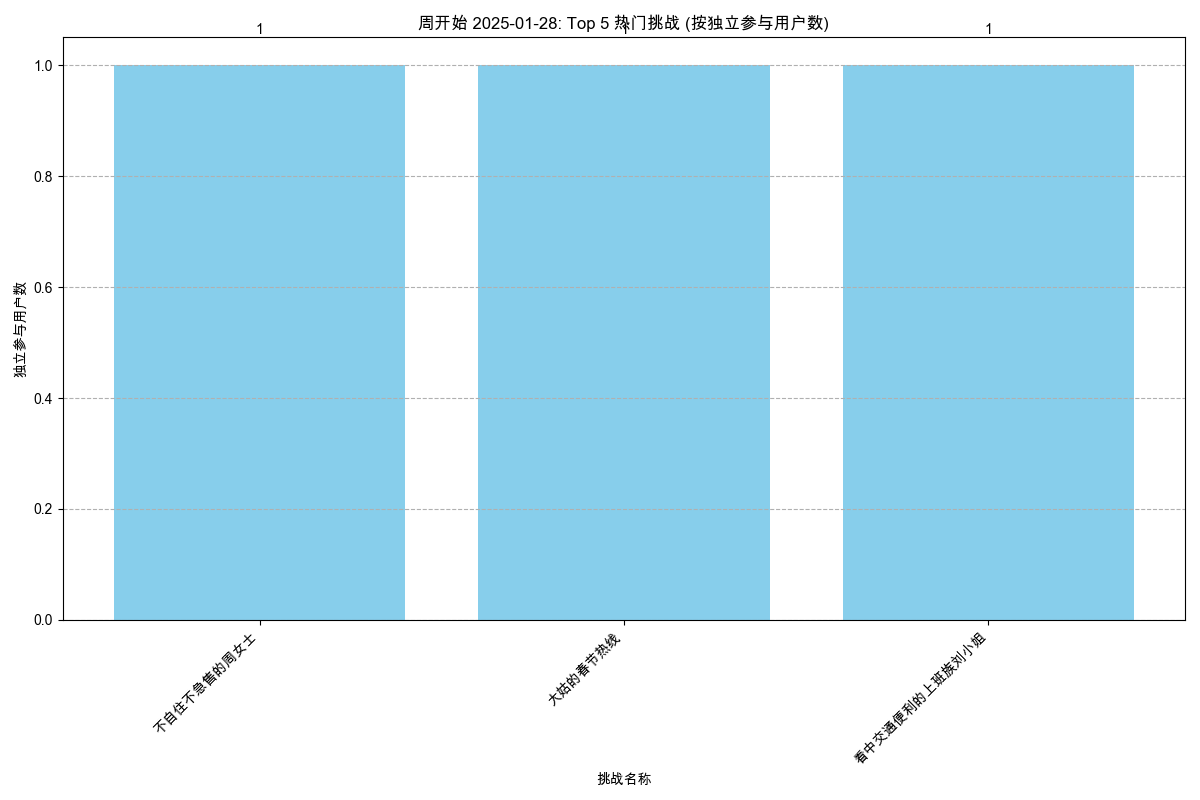 周开始 2025-01-28: Top 5 热门挑战 (按独立参与用户数)
1
1
1
1.0
0.8
0.6
0.4
0.2
0.0
独立参与用户数
不自住不急售的周女士
大姑的春节热线
看中交通便利的上班族刘小姐
挑战名称